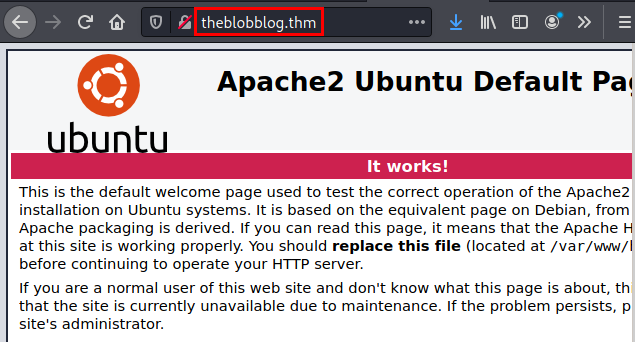 theblobblog.thm
Apache2 Ubuntu Default
ubuntu
It works!
This is the default welcome page used to test the correct operation of the Apache2
installation on Ubuntu systems. It is based on the equivalent page on Debian, from
Apache packaging is derived. If you can read this page, it means that the Apache
at this site is working properly. You should replace this file (located at /var/www/
before continuing to operate your HTTP server.
If you are a normal user of this web site and don't know what this page is about,
that the site is currently unavailable due to maintenance. If the problem persists,
site's administrator.